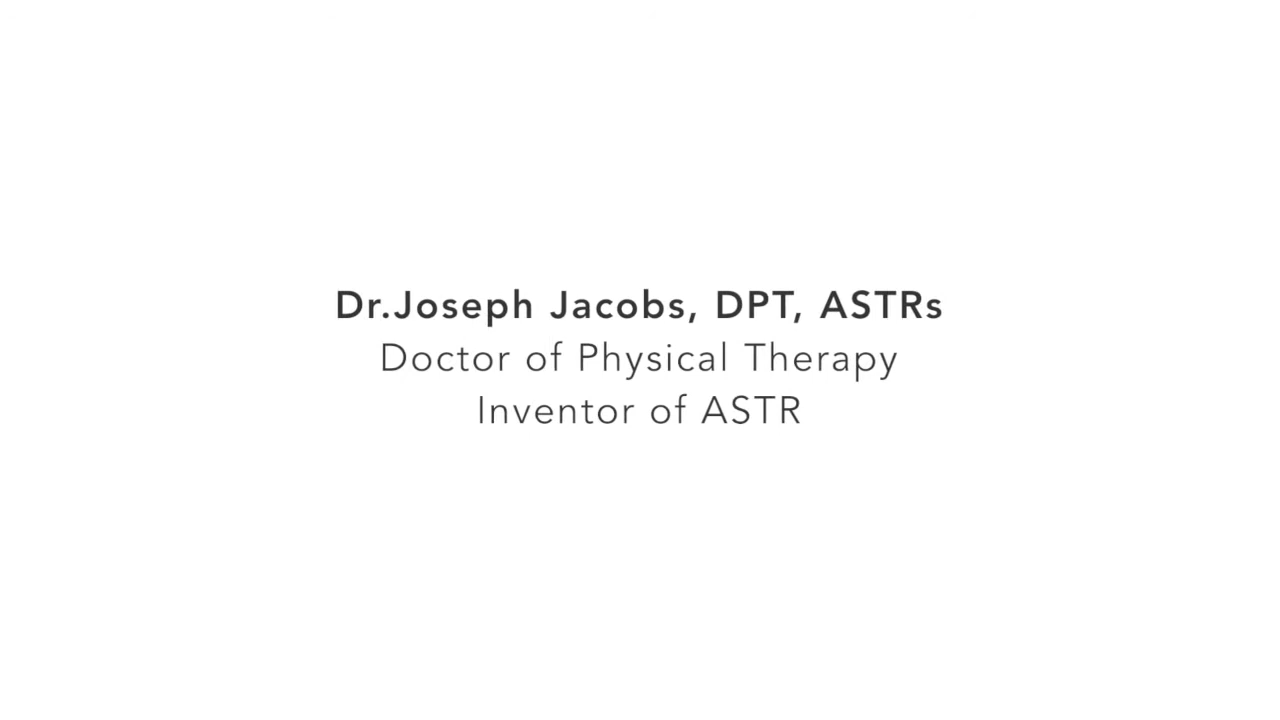 Dr.Joseph Jacobs, DPT, ASTRs
Doctor of Physical Therapy
Inventor of ASTR